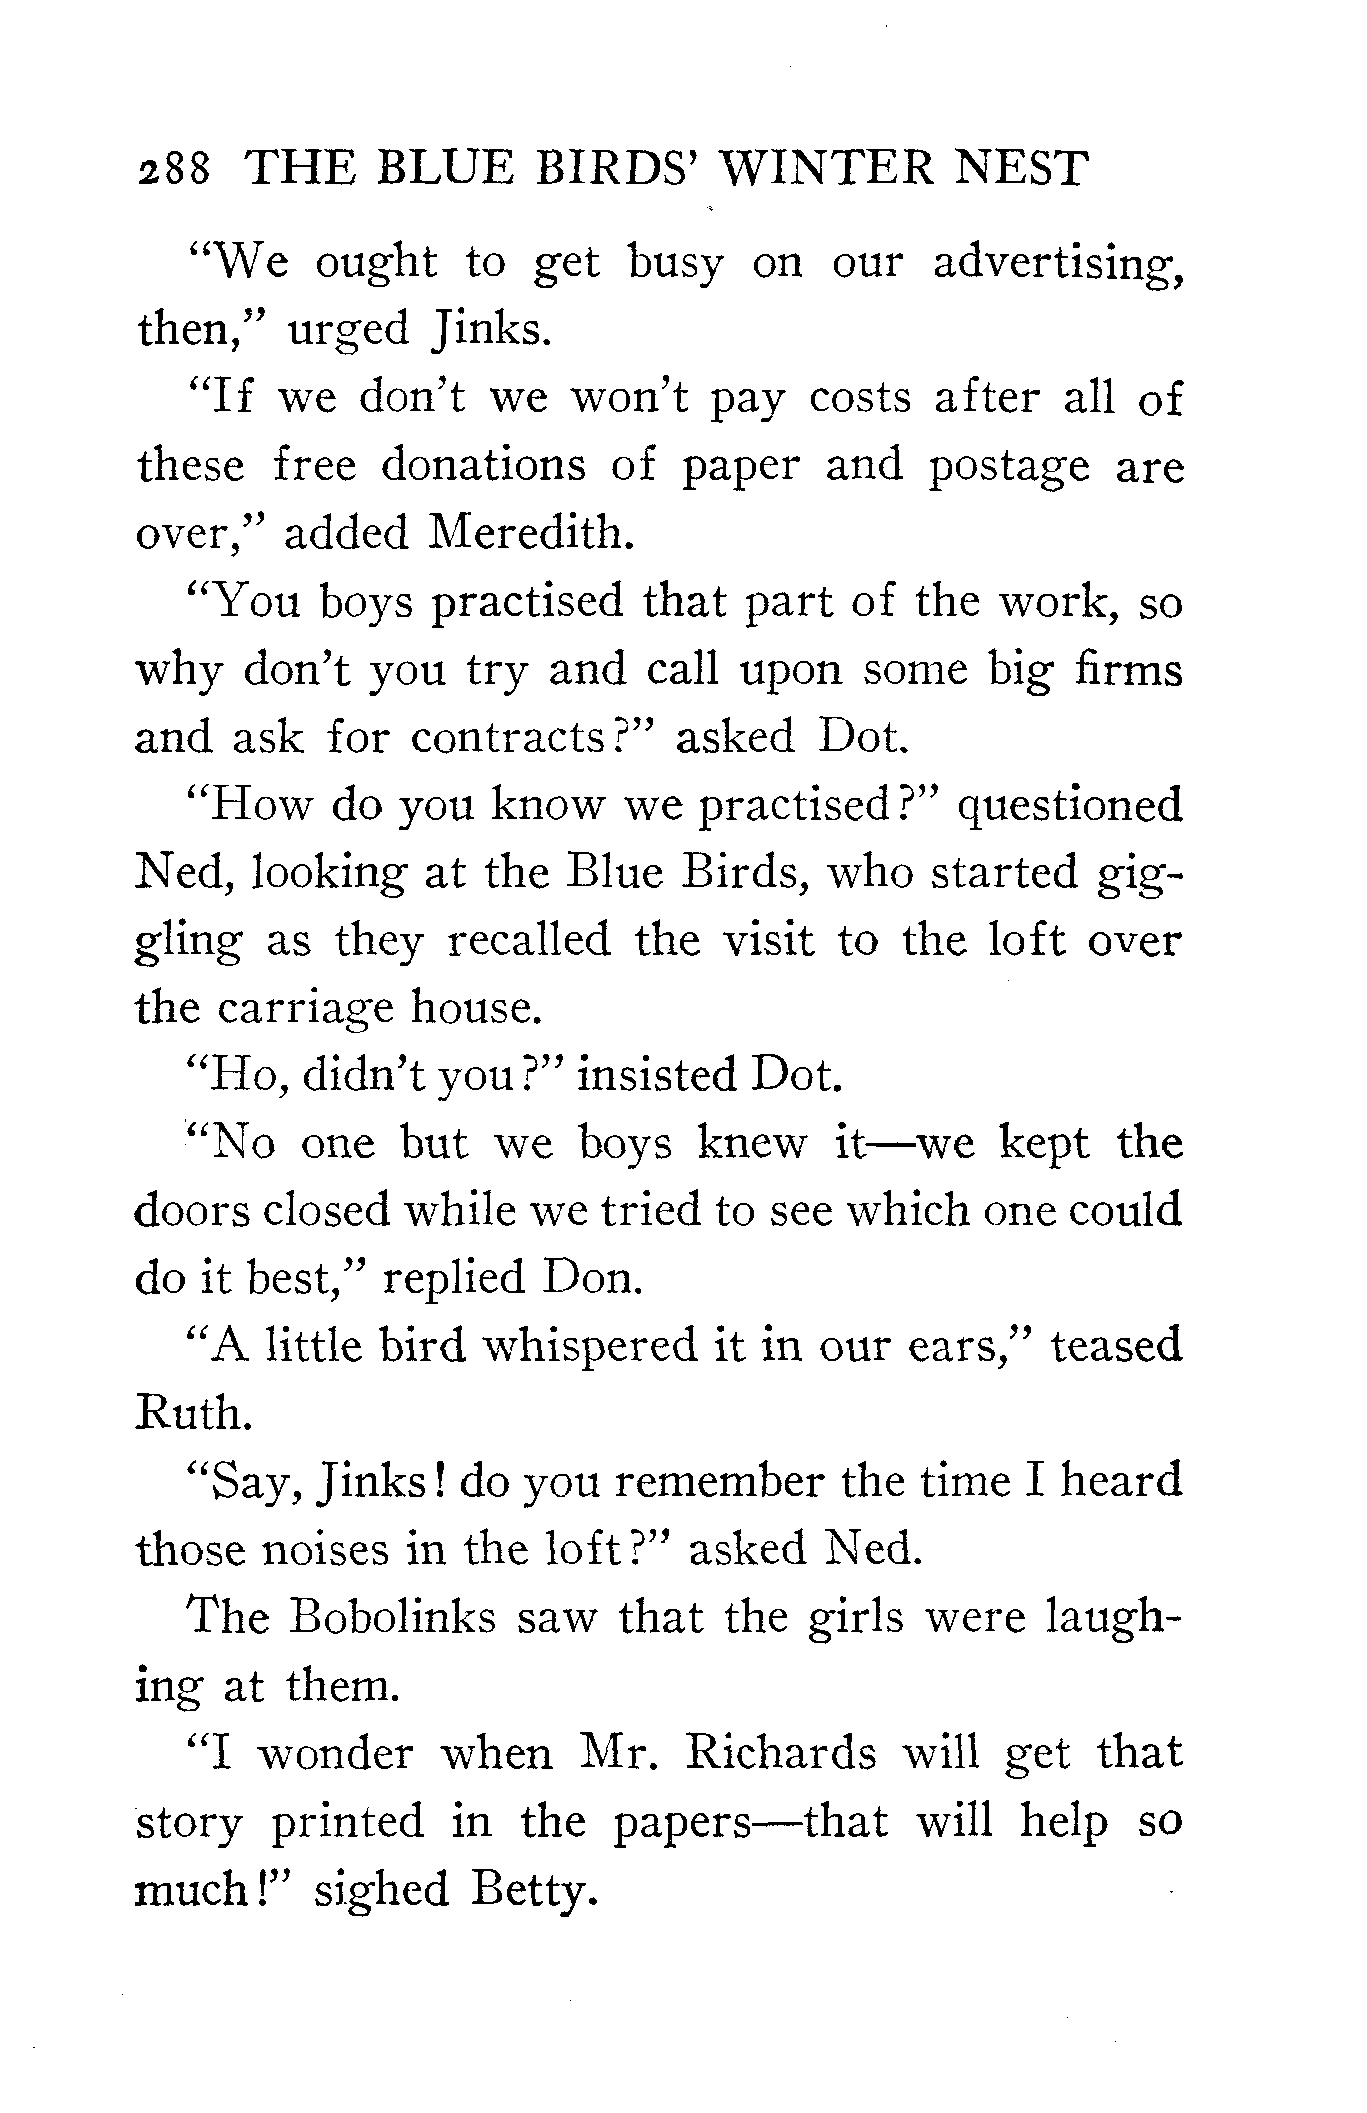 288 THE BLUE BIRDS' WINTER NEST
“We ought to get busy on our advertising,
then,” urged Jinks.
“If we don't we won't pay costs after all of
these free donations of paper and postage are
over,” added Meredith.
“You boys practised that part of the work, so
why don't you try and call upon some big firms
and ask for contracts?” asked Dot.
“How do you know we practised?” questioned
Ned, looking at the Blue Birds, who started gig-
gling as they recalled the visit to the loft over
the carriage house.
“Ho, didn't you?” insisted Dot.
“No one but we boys knew it—we kept the
doors closed while we tried to see which one could
do it best,” replied Don.
“A little bird whispered it in our ears,” teased
Ruth.
“Say, Jinks! do you remember the time I heard
those noises in the loft?” asked Ned.
The Bobolinks saw that the girls were laugh-
ing at them.
“I wonder when Mr. Richards will get that
story printed in the papers—that will help so
much!” sighed Betty.